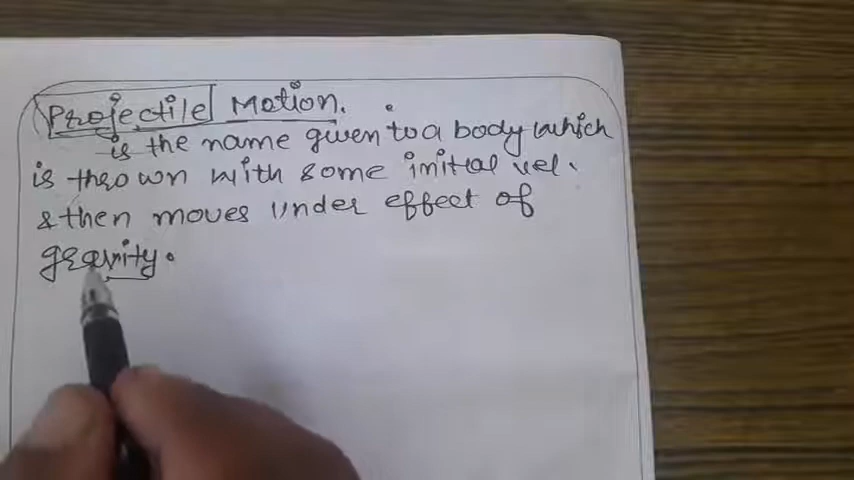 Projectile Motion.
is the name given to a body which
is thrown with some initial vel.
& then moves under effect of
gravity.